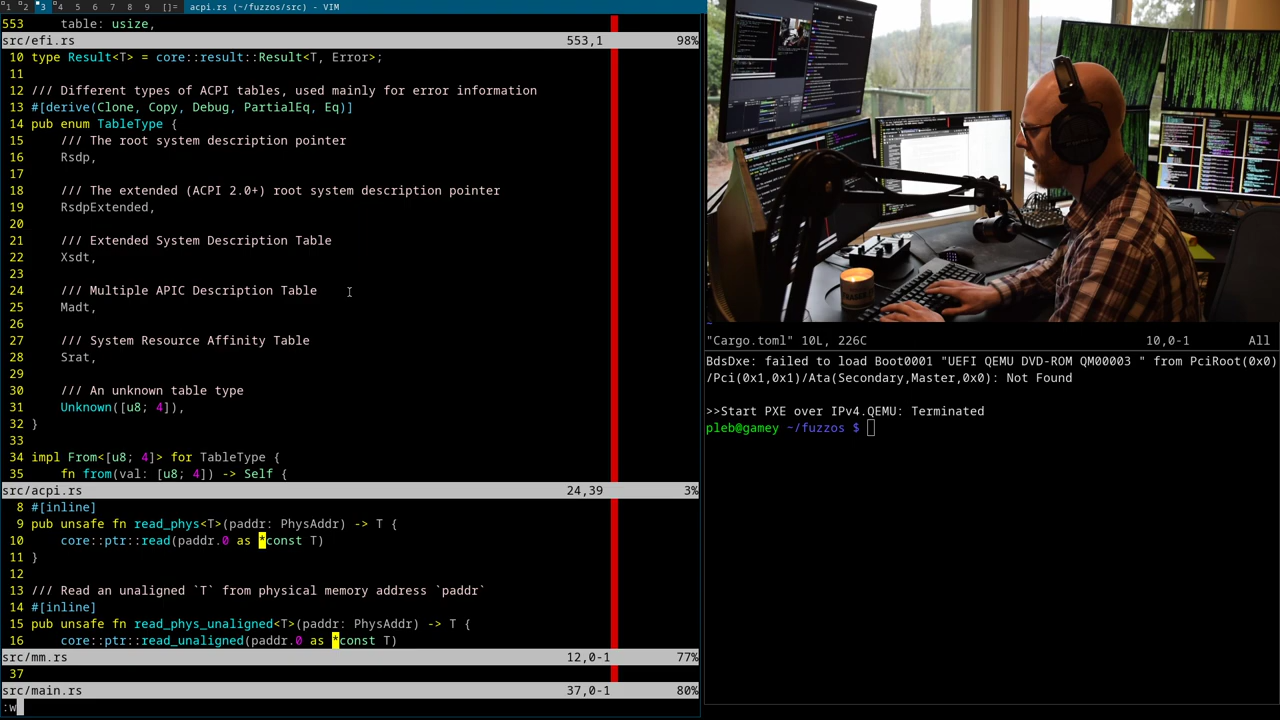 1 2 3 4 5 6 7 8 9 []= acpi.rs (~/fuzzos/src) - VIM
553     table: usize,
src/efi.rs 553,1 98%
10 type Result<T> = core::result::Result<T, Error>;
11
12 /// Different types of ACPI tables, used mainly for error information
13 #[derive(Clone, Copy, Debug, PartialEq, Eq)]
14 pub enum TableType {
15     /// The root system description pointer
16     Rsdp,
17
18     /// The extended (ACPI 2.0+) root system description pointer
19     RsdpExtended,
20
21     /// Extended System Description Table
22     Xsdt,
23
24     /// Multiple APIC Description Table
25     Madt,
26
27     /// System Resource Affinity Table
28     Srat,
29
30     /// An unknown table type
31     Unknown([u8; 4]),
32 }
33
34 impl From<[u8; 4]> for TableType {
35     fn from(val: [u8; 4]) -> Self {
src/acpi.rs 24,39 3%
8 #[inline]
9 pub unsafe fn read_phys<T>(paddr: PhysAddr) -> T {
10     core::ptr::read(paddr.0 as *const T)
11 }
12
13 /// Read an unaligned `T` from physical memory address `paddr`
14 #[inline]
15 pub unsafe fn read_phys_unaligned<T>(paddr: PhysAddr) -> T {
16     core::ptr::read_unaligned(paddr.0 as *const T)
src/mm.rs 12,0-1 77%
37
src/main.rs 37,0-1 80%
:w
~
"Cargo.toml" 10L, 226C 10,0-1 All
BdsDxe: failed to load Boot0001 "UEFI QEMU DVD-ROM QM00003 " from PciRoot(0x0)
/Pci(0x1,0x1)/Ata(Secondary,Master,0x0): Not Found
>>Start PXE over IPv4.QEMU: Terminated
pleb@gamey ~/fuzzos $